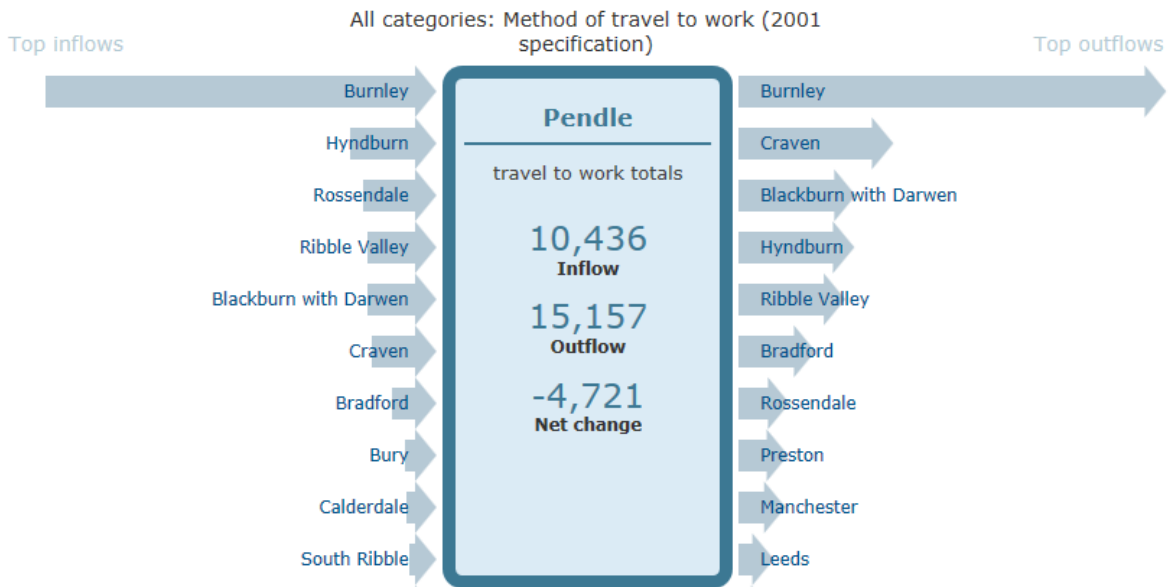 All categories: Method of travel to work (2001
specification)
Top inflows
Top outflows
Burnley
Hyndburn
Rossendale
Ribble Valley
Blackburn with Darwen
Craven
Bradford
Bury
Calderdale
South Ribble
Pendle
travel to work totals
10,436
Inflow
15,157
Outflow
-4,721
Net change
Burnley
Craven
Blackburn with Darwen
Hyndburn
Ribble Valley
Bradford
Rossendale
Preston
Manchester
Leeds